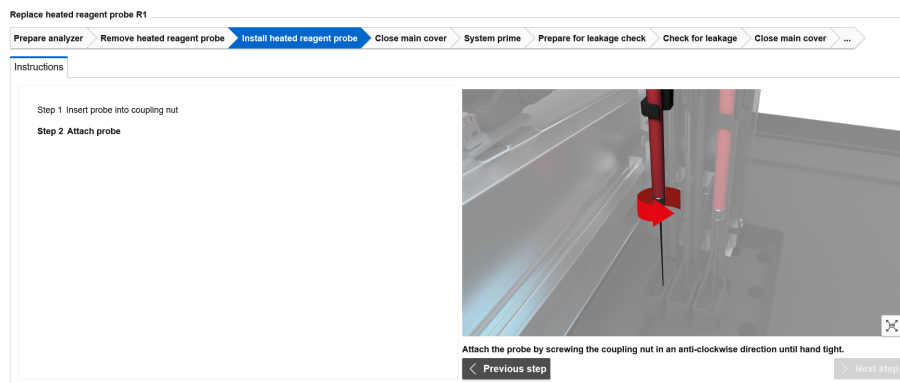 Replace heated reagent probe R1
Prepare analyzer Remove heated reagent probe Install heated reagent probe Close main cover System prime Prepare for leakage check Check for leakage Close main cover ...
Instructions
Step 1 Insert probe into coupling nut
Step 2 Attach probe
Attach the probe by screwing the coupling nut in an anti-clockwise direction until hand tight.
Previous step Next step